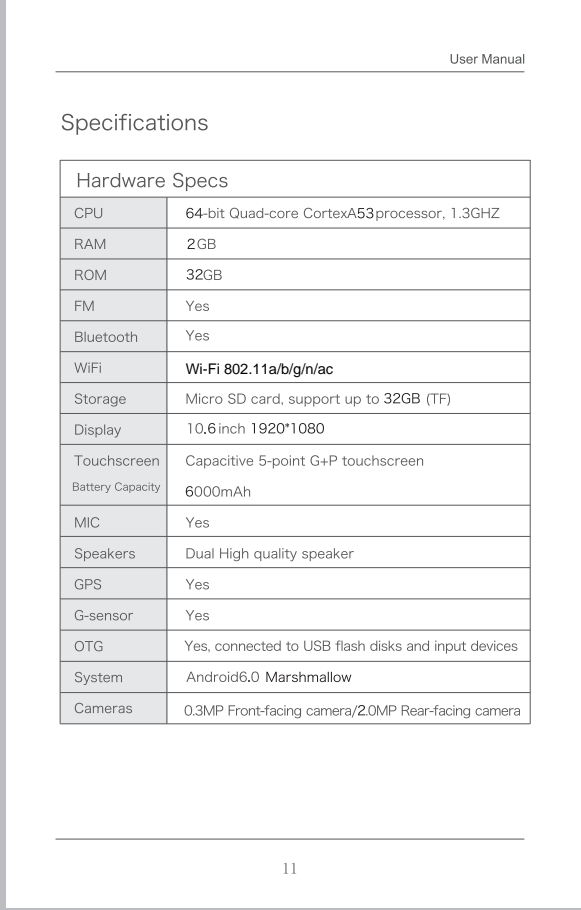 User Manual
Specifications
Hardware Specs
CPU 64-bit Quad-core CortexA53 processor, 1.3GHZ
RAM 2GB
ROM 32GB
FM Yes
Bluetooth Yes
WiFi Wi-Fi 802.11a/b/g/n/ac
Storage Micro SD card, support up to 32GB (TF)
Display 10.6 inch 1920*1080
Touchscreen Capacitive 5-point G+P touchscreen
Battery Capacity 6000mAh
MIC Yes
Speakers Dual High quality speaker
GPS Yes
G-sensor Yes
OTG Yes, connected to USB flash disks and input devices
System Android6.0 Marshmallow
Cameras 0.3MP Front-facing camera/2.0MP Rear-facing camera
11